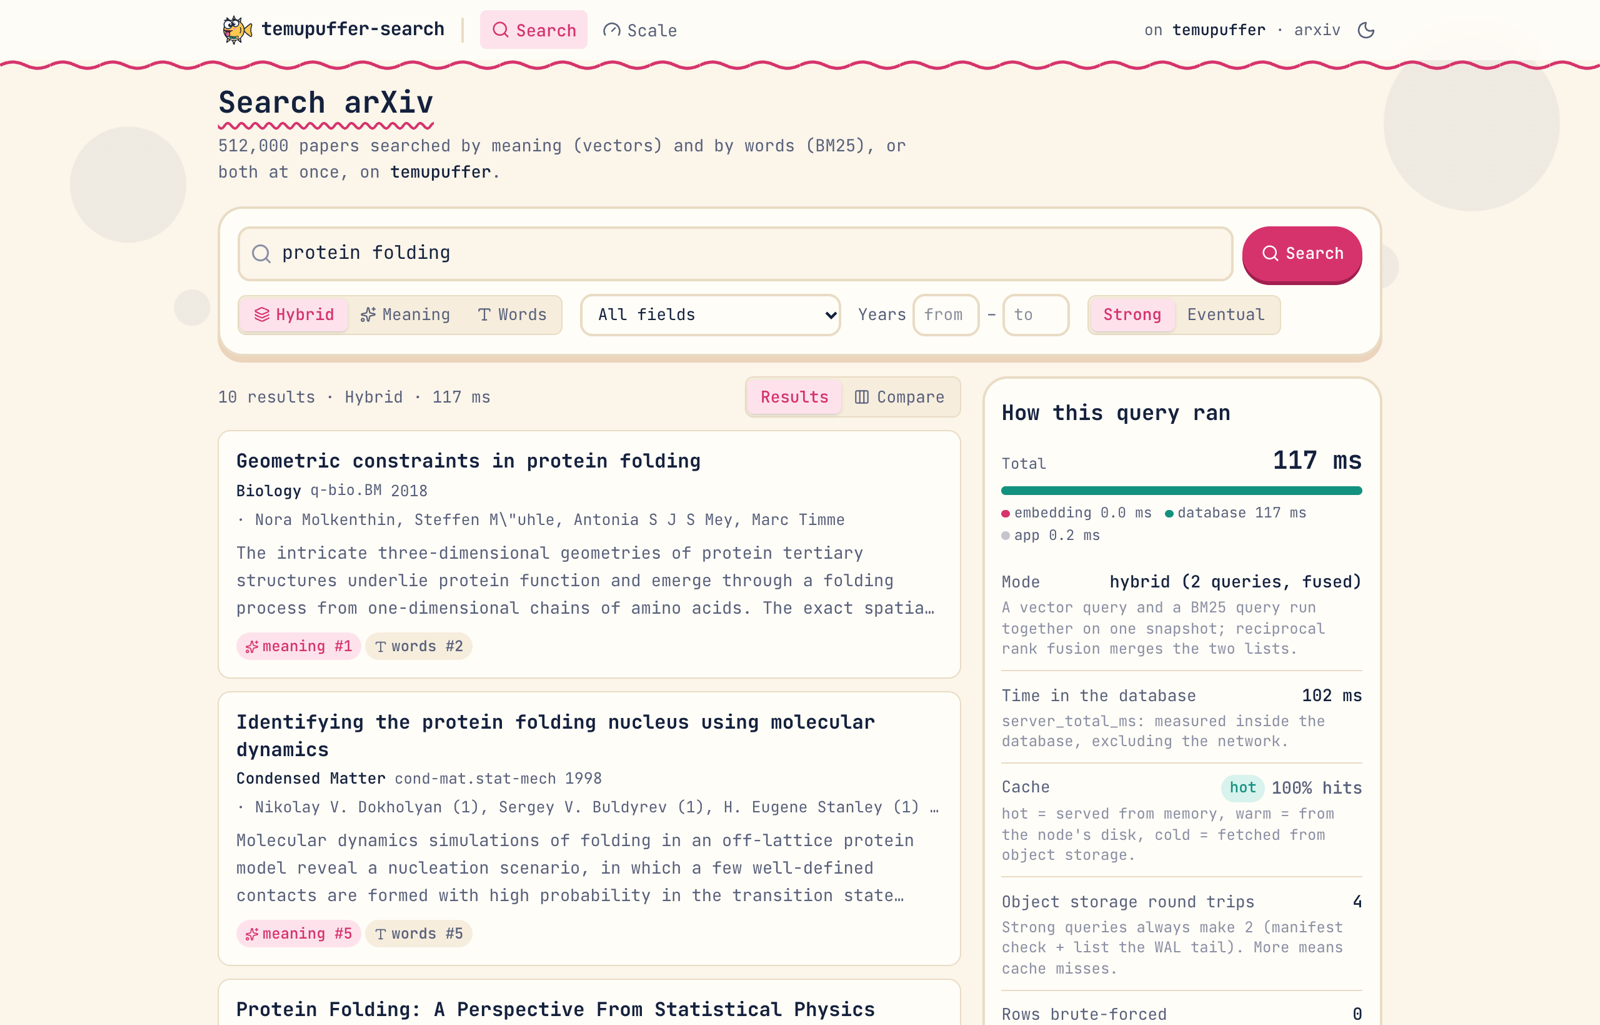 temupuffer-search
Search
Scale
on temupuffer · arxiv
Search arXiv
512,000 papers searched by meaning (vectors) and by words (BM25), or
both at once, on temupuffer.
protein folding
Search
Hybrid
Meaning
Words
All fields
Years
from
–
to
Strong
Eventual
10 results · Hybrid · 117 ms
Results
Compare
Geometric constraints in protein folding
Biology q-bio.BM 2018
· Nora Molkenthin, Steffen M\"uhle, Antonia S J S Mey, Marc Timme
The intricate three-dimensional geometries of protein tertiary
structures underlie protein function and emerge through a folding
process from one-dimensional chains of amino acids. The exact spatia…
meaning #1
words #2
Identifying the protein folding nucleus using molecular
dynamics
Condensed Matter cond-mat.stat-mech 1998
· Nikolay V. Dokholyan (1), Sergey V. Buldyrev (1), H. Eugene Stanley (1) …
Molecular dynamics simulations of folding in an off-lattice protein
model reveal a nucleation scenario, in which a few well-defined
contacts are formed with high probability in the transition state…
meaning #5
words #5
Protein Folding: A Perspective From Statistical Physics
How this query ran
Total
117 ms
embedding 0.0 ms
database 117 ms
app 0.2 ms
Mode
hybrid (2 queries, fused)
A vector query and a BM25 query run
together on one snapshot; reciprocal
rank fusion merges the two lists.
Time in the database
102 ms
server_total_ms: measured inside the
database, excluding the network.
Cache
hot
100% hits
hot = served from memory, warm = from
the node's disk, cold = fetched from
object storage.
Object storage round trips
4
Strong queries always make 2 (manifest
check + list the WAL tail). More means
cache misses.
Rows brute-forced
0